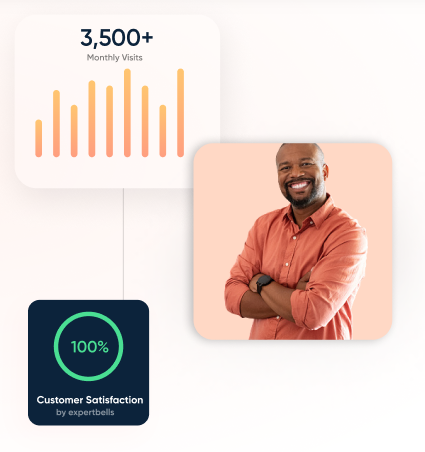 3,500+
Monthly Visits
100%
Customer Satisfaction
by expertbells